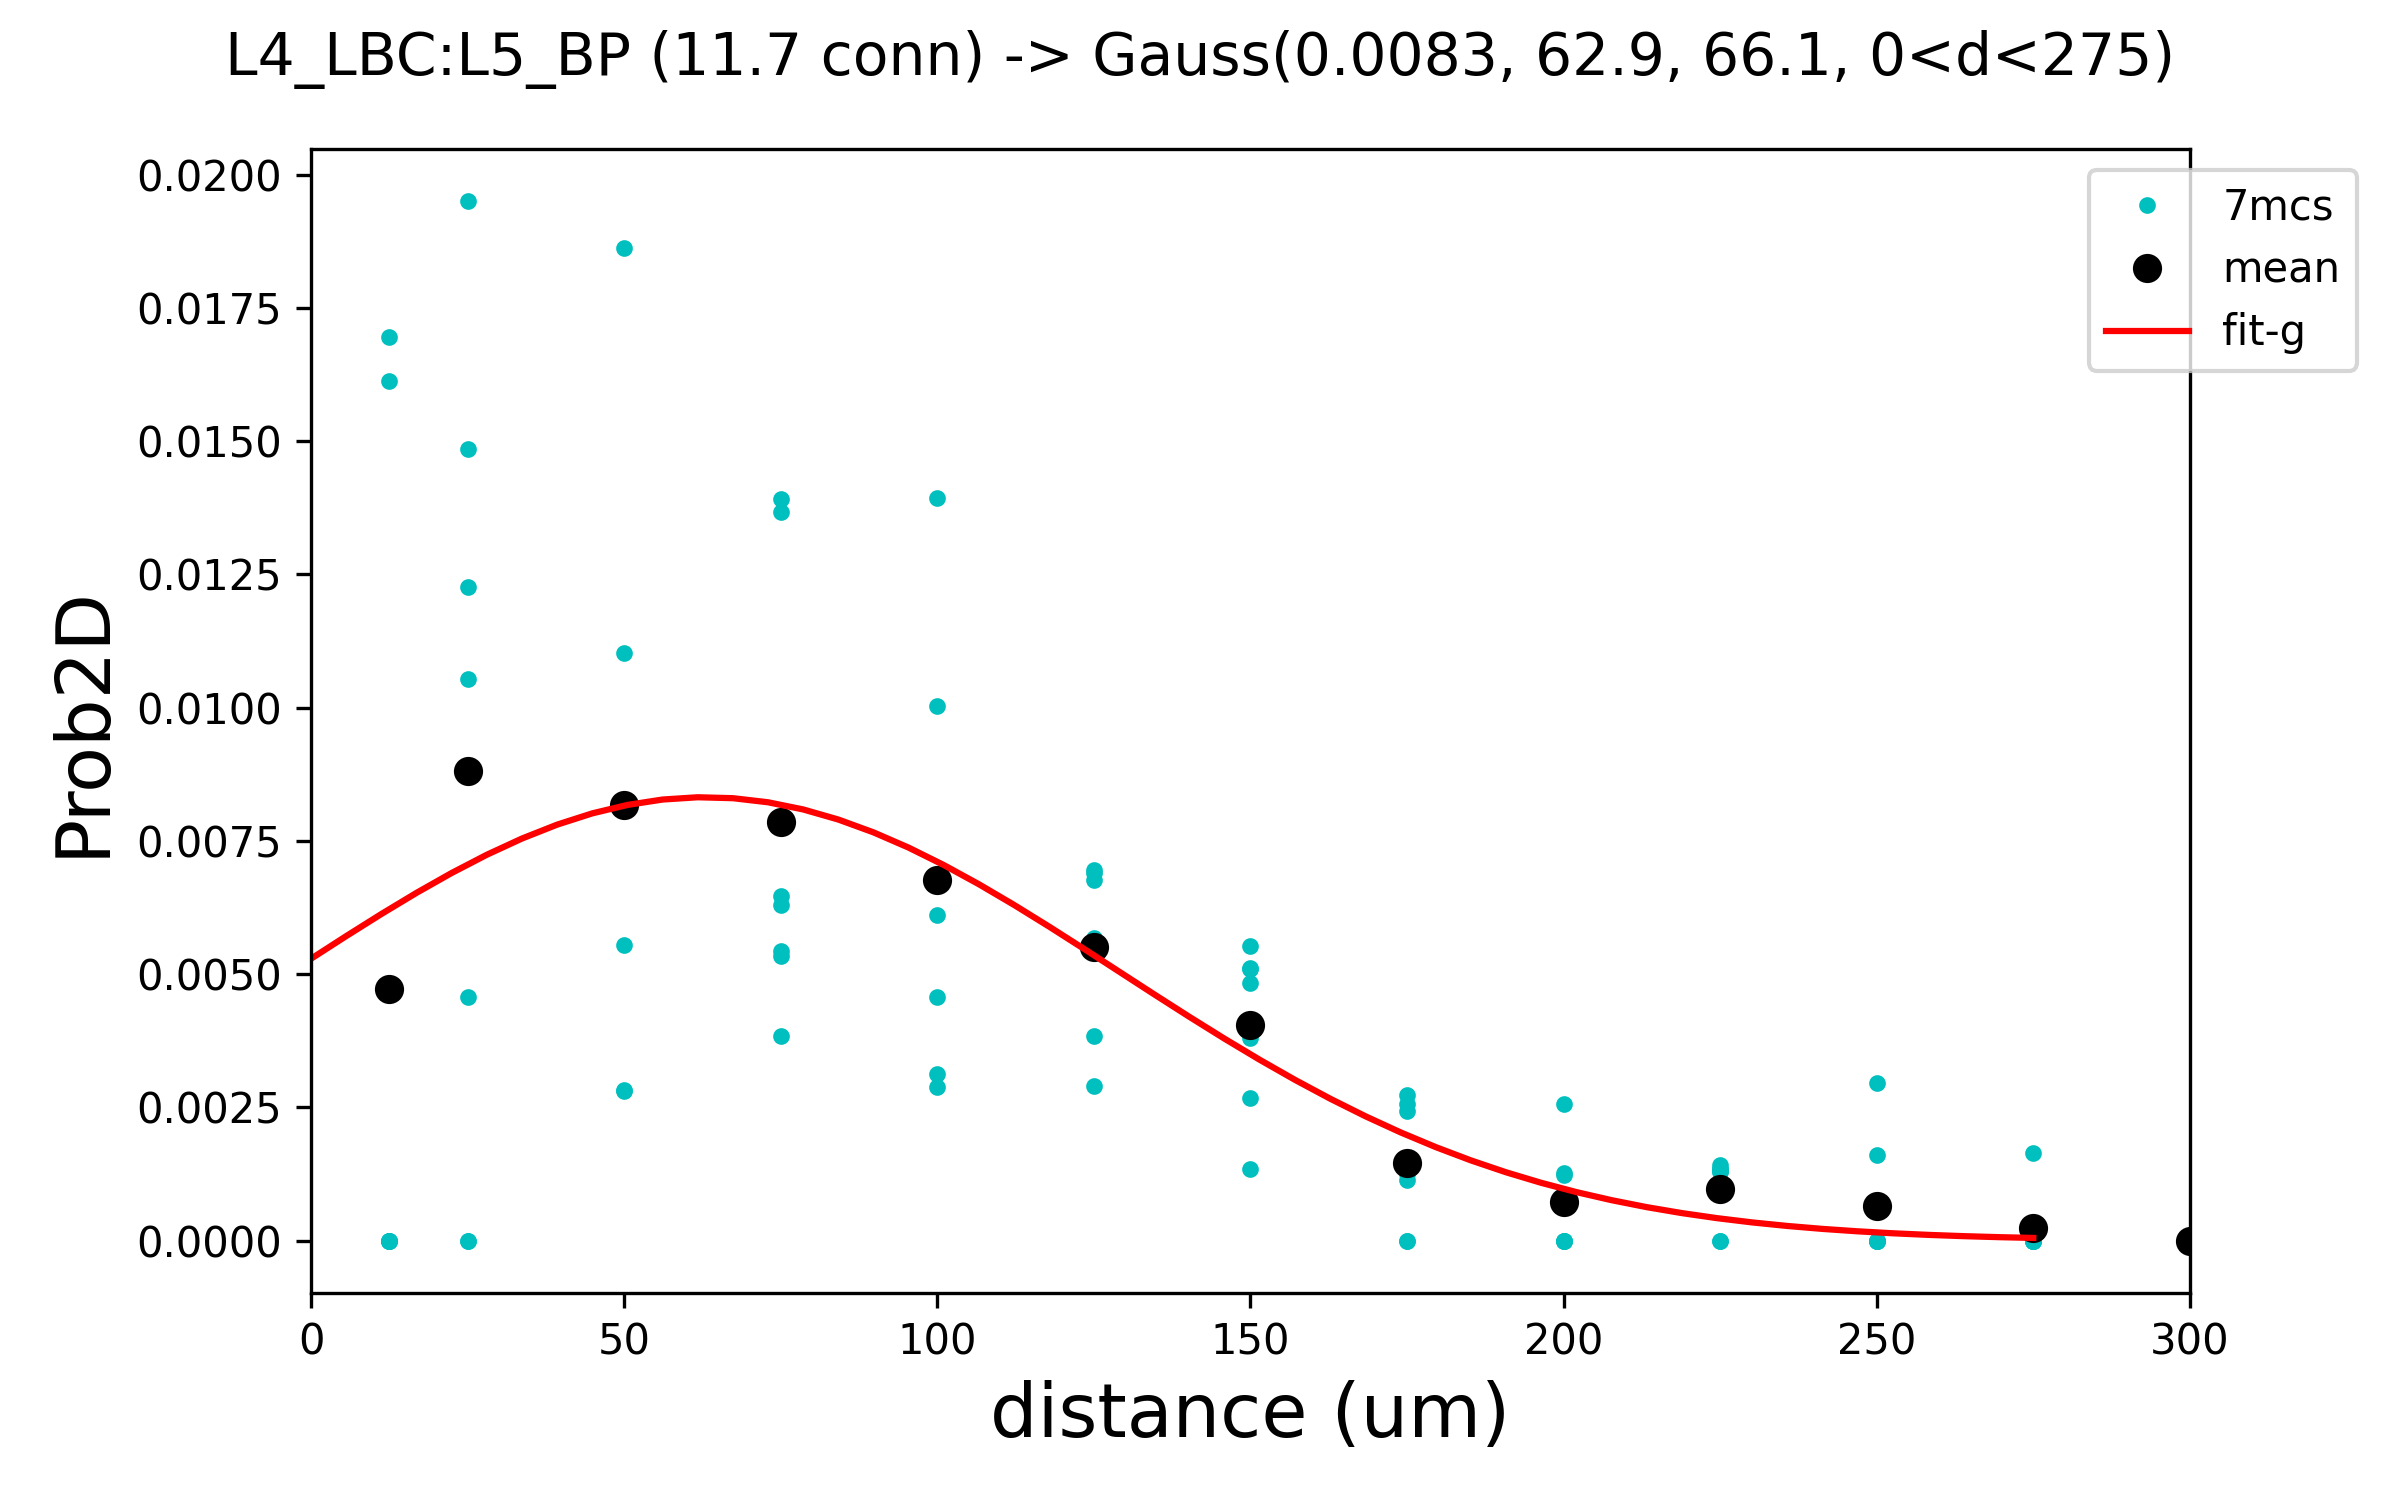 L4_LBC:L5_BP (11.7 conn) -> Gauss(0.0083, 62.9, 66.1, 0<d<275)
7mcs
mean
fit-g
Prob2D
0.0200
0.0175
0.0150
0.0125
0.0100
0.0075
0.0050
0.0025
0.0000
0 50 100 150 200 250 300
distance (um)